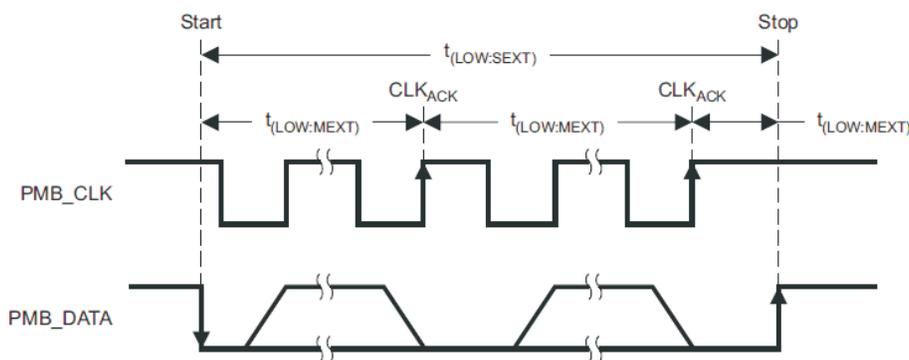 Start Stop
t(LOW:SEXT)
CLKACK CLKACK
t(LOW:MEXT) t(LOW:MEXT) t(LOW:MEXT)
PMB_CLK
PMB_DATA